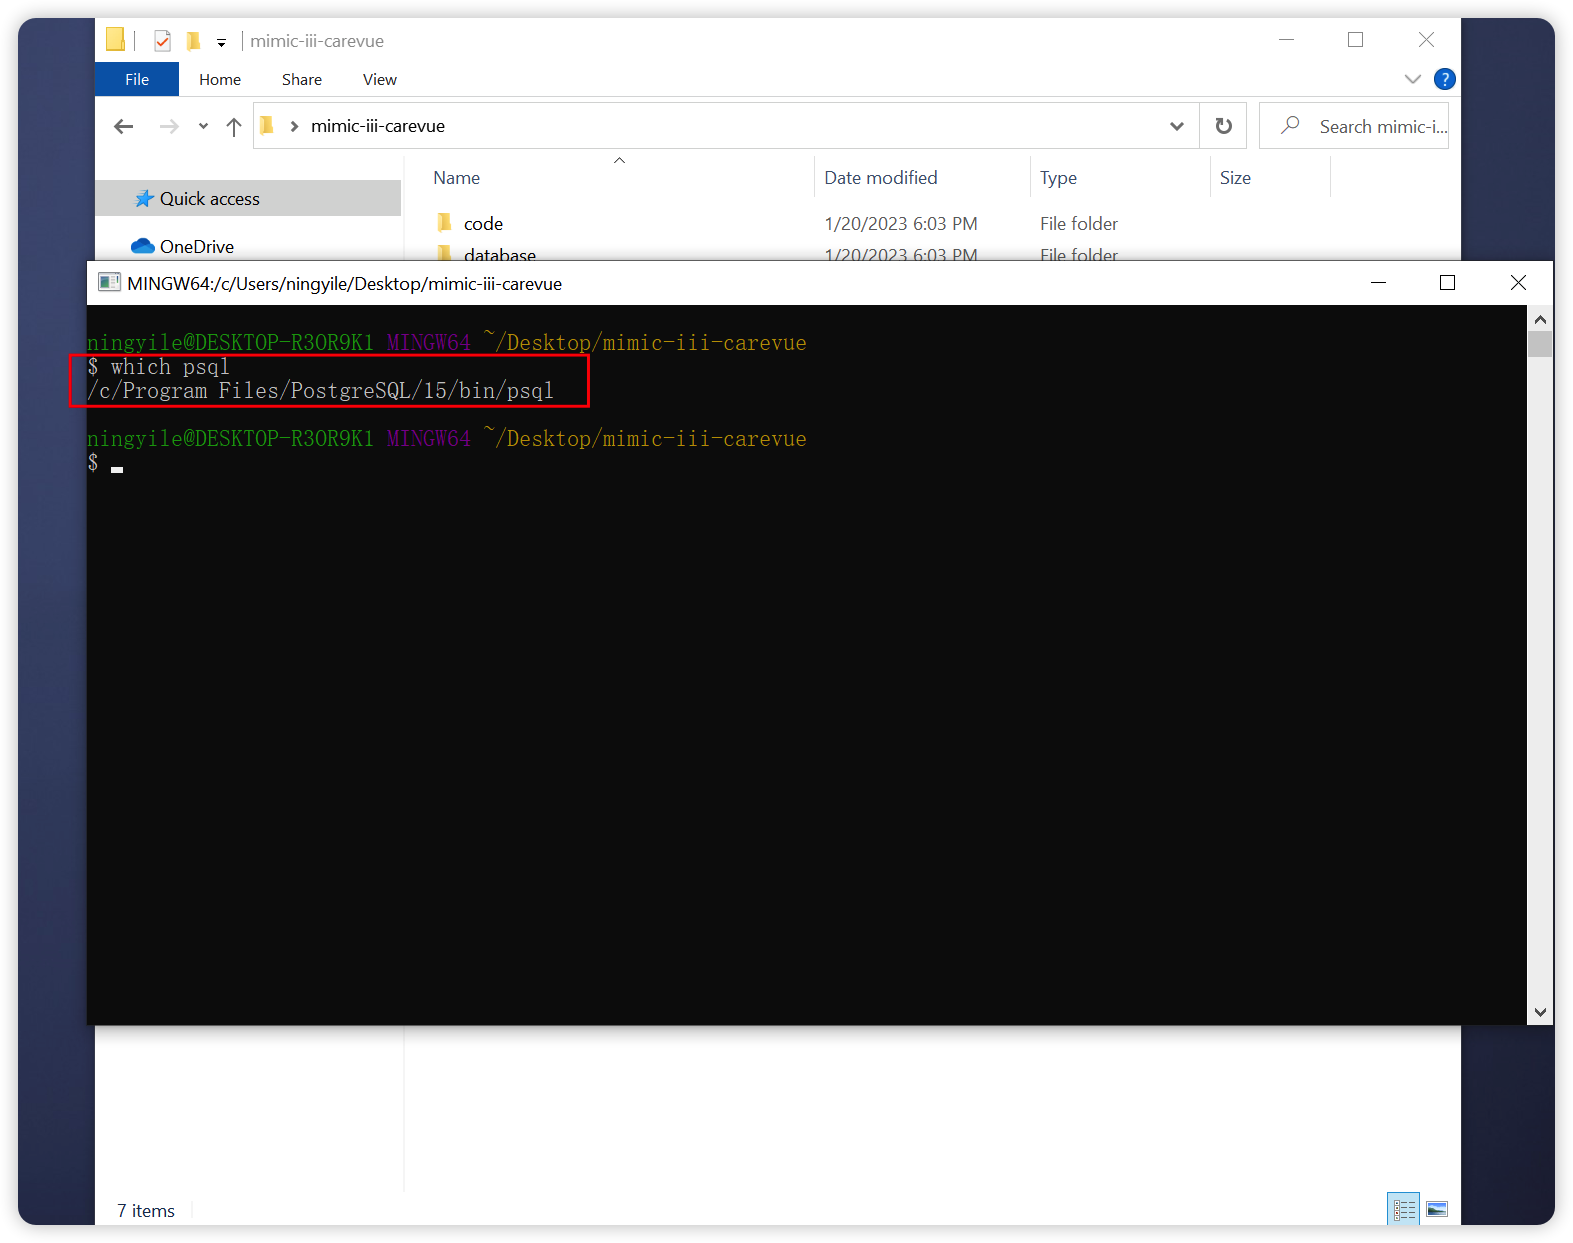 mimic-iii-carevue
File Home Share View
mimic-iii-carevue
Search mimic-i...
Name Date modified Type Size
Quick access
code 1/20/2023 6:03 PM File folder
OneDrive
database 1/20/2023 6:03 PM File folder
MINGW64:/c/Users/ningyile/Desktop/mimic-iii-carevue
ningyile@DESKTOP-R3OR9K1 MINGW64 ~/Desktop/mimic-iii-carevue
$ which psql
/c/Program Files/PostgreSQL/15/bin/psql
ningyile@DESKTOP-R3OR9K1 MINGW64 ~/Desktop/mimic-iii-carevue
$
7 items